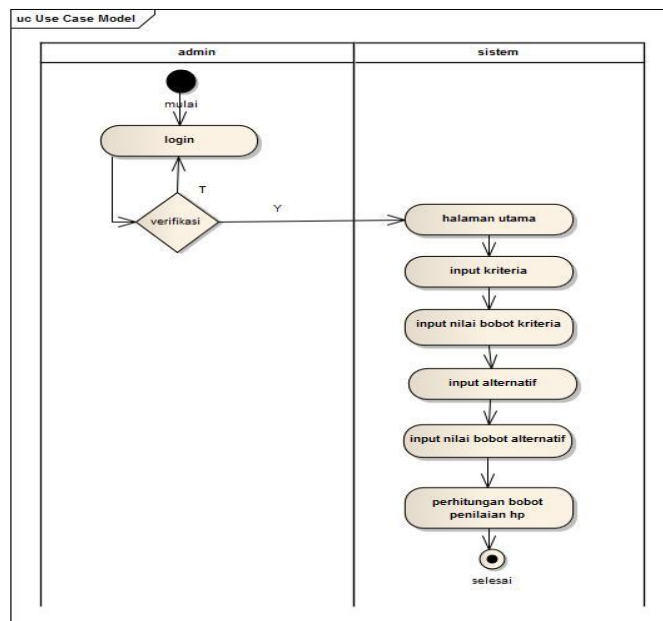 uc Use Case Model
admin
sistem
mulai
login
T
verifikasi
Y
halaman utama
input kriteria
input nilai bobot kriteria
input alternatif
input nilai bobot alternatif
perhitungan bobot
penilaian hp
selesai